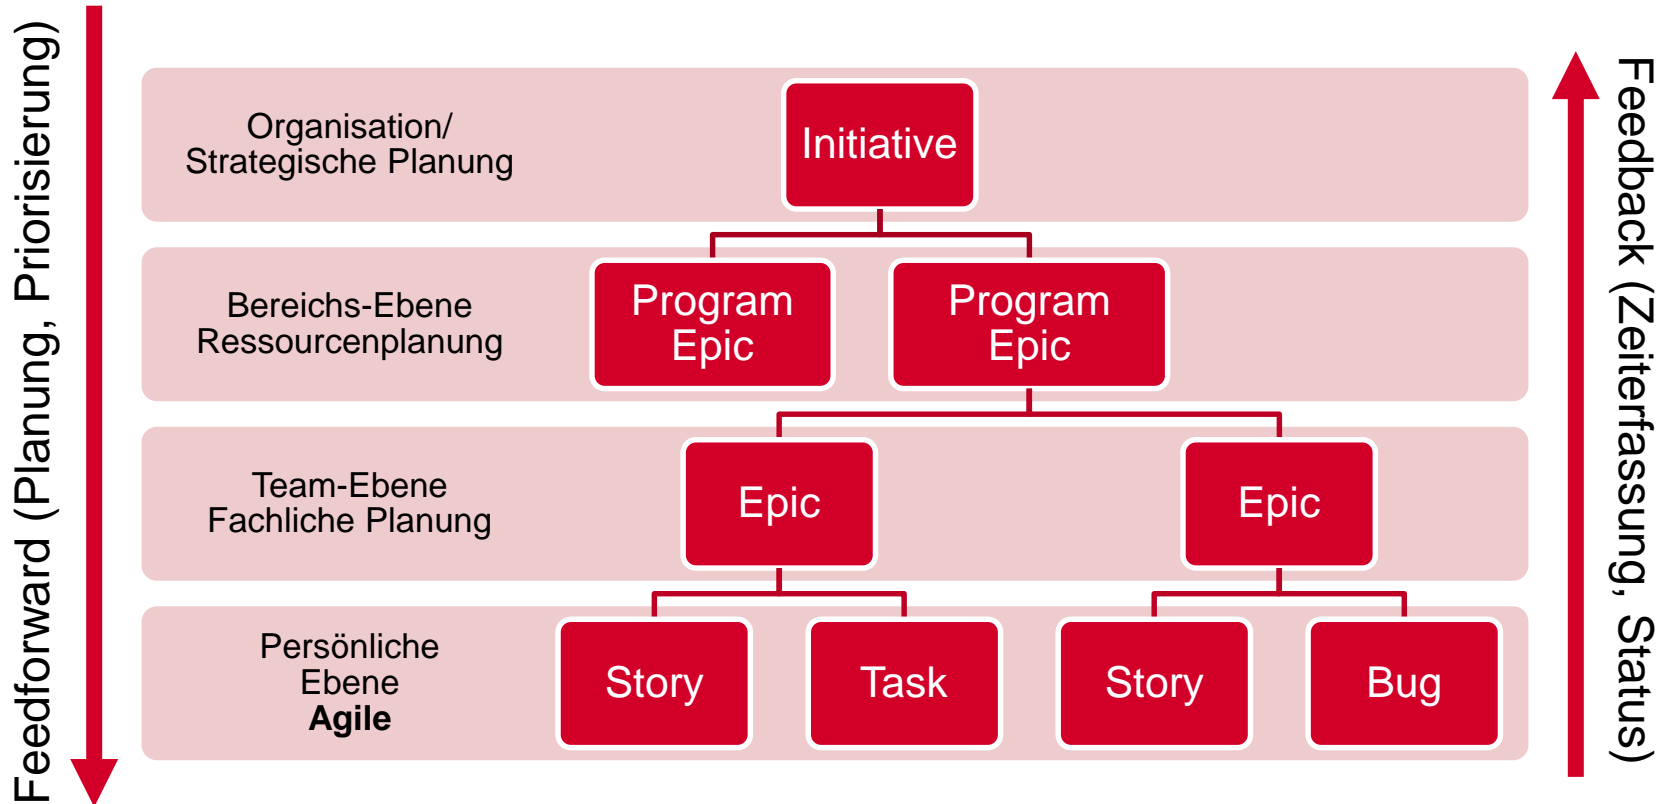 Feedforward (Planung, Priorisierung)
Organisation/
Strategische Planung
Initiative
Bereichs-Ebene
Ressourcenplanung
Program
Epic
Program
Epic
Team-Ebene
Fachliche Planung
Epic
Epic
Persönliche
Ebene
Agile
Story
Task
Story
Bug
Feedback (Zeiterfassung, Status)